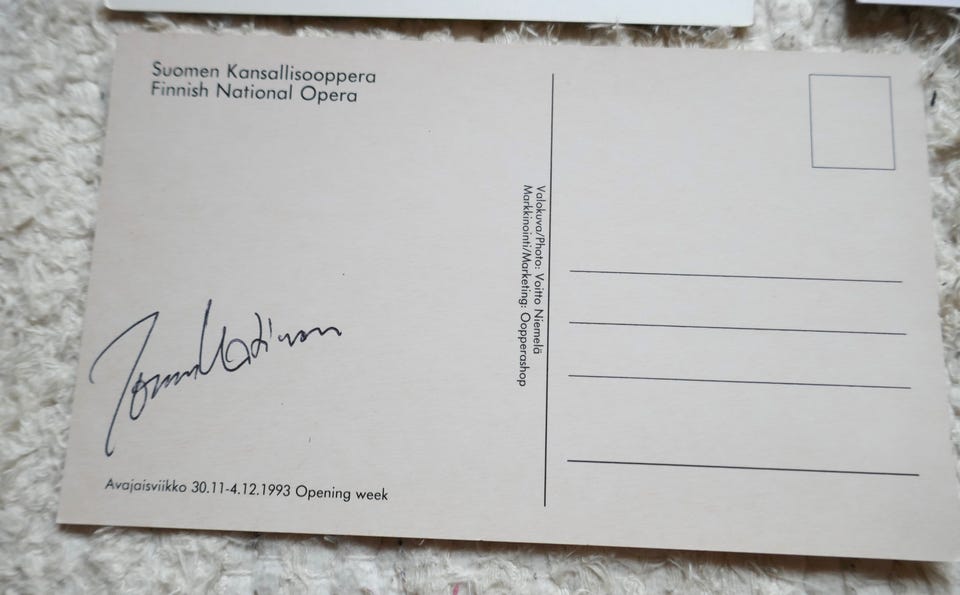 Suomen Kansallisooppera
Finnish National Opera
Avajaisviikko 30.11-4.12.1993 Opening week
Valokuva/Photo: Voitto Niemelä
Markkinointi/Marketing: Oopperashop